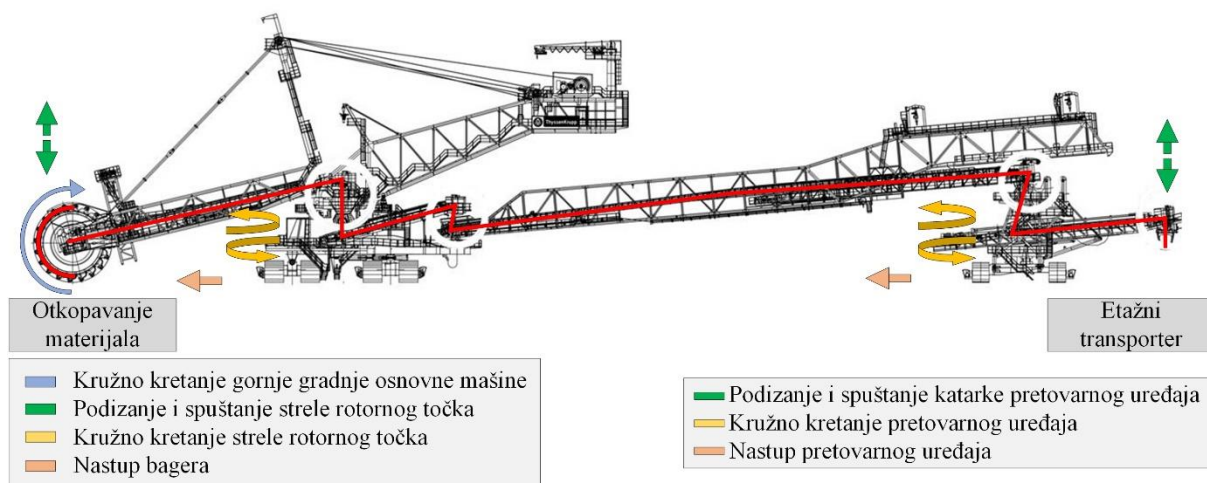 ThyssenKrupp
Otkopavanje
materijala
Etažni
transporter
Kružno kretanje gornje gradnje osnovne mašine
Podizanje i spuštanje strele rotornog točka
Kružno kretanje strele rotornog točka
Nastup bagera
Podizanje i spuštanje katarke pretovarnog uređaja
Kružno kretanje pretovarnog uređaja
Nastup pretovarnog uređaja